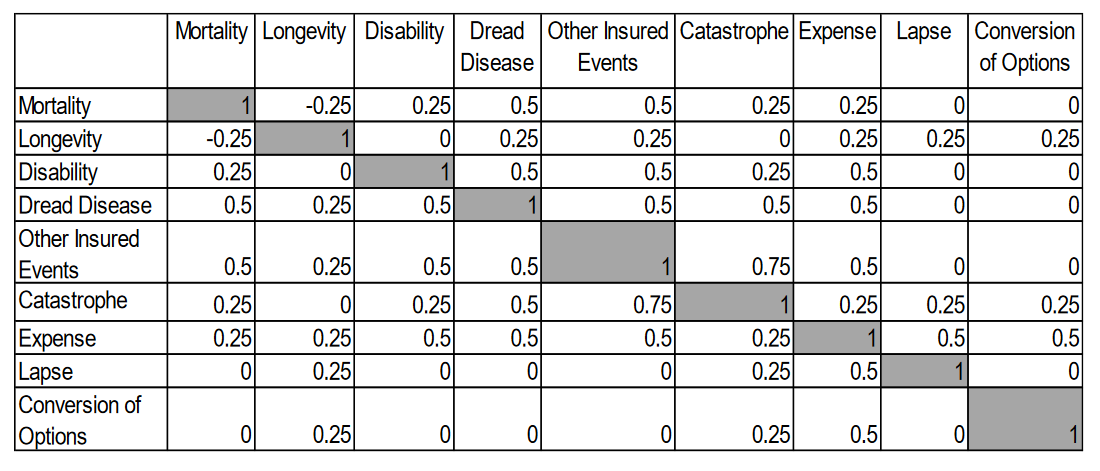 Mortality Longevity Disability Dread Disease Other Insured Events Catastrophe Expense Lapse Conversion of Options
Mortality 1 -0.25 0.25 0.5 0.5 0.25 0.25 0 0
Longevity -0.25 1 0 0.25 0.25 0 0.25 0.25 0.25
Disability 0.25 0 1 0.5 0.5 0.25 0.5 0 0
Dread Disease 0.5 0.25 0.5 1 0.5 0.5 0.5 0 0
Other Insured
Events 0.5 0.25 0.5 0.5 1 0.75 0.5 0 0
Catastrophe 0.25 0 0.25 0.5 0.75 1 0.25 0.25 0.25
Expense 0.25 0.25 0.5 0.5 0.5 0.25 1 0.5 0.5
Lapse 0 0.25 0 0 0 0.25 0.5 1 0
Conversion of
Options 0 0.25 0 0 0 0.25 0.5 0 1